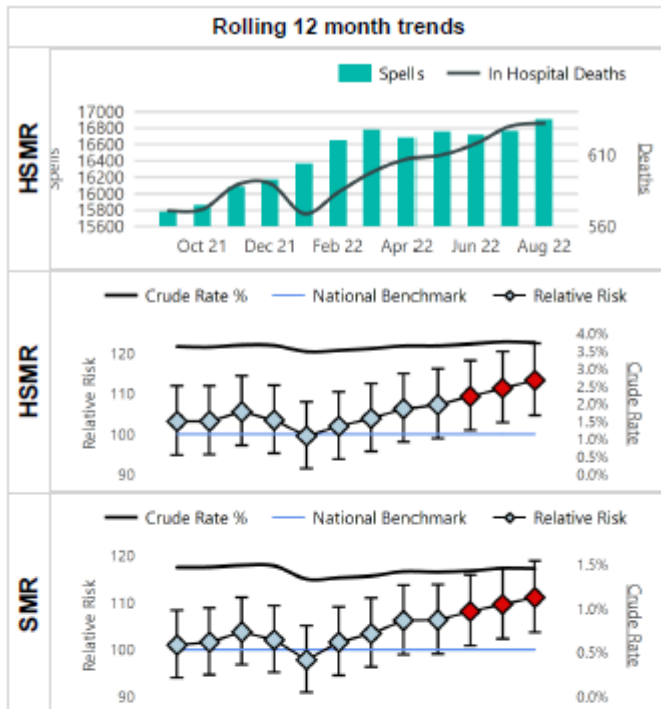 Rolling 12 month trends
HSMR
Spells In Hospital Deaths
Spells
17000
16800
16600
16400
16200
16000
15800
15600
610
560
Deaths
Oct 21 Dec 21 Feb 22 Apr 22 Jun 22 Aug 22
HSMR
Crude Rate % National Benchmark Relative Risk
Relative Risk
120
110
100
90
4.0%
3.5%
3.0%
2.5%
2.0%
1.5%
1.0%
0.5%
0.0%
Crude Rate
SMR
Crude Rate % National Benchmark Relative Risk
Relative Risk
120
110
100
90
1.5%
1.0%
0.5%
0.0%
Crude Rate